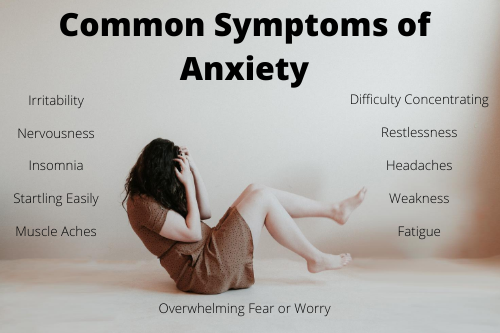 Common Symptoms of
Anxiety
Irritability
Nervousness
Insomnia
Startling Easily
Muscle Aches
Difficulty Concentrating
Restlessness
Headaches
Weakness
Fatigue
Overwhelming Fear or Worry